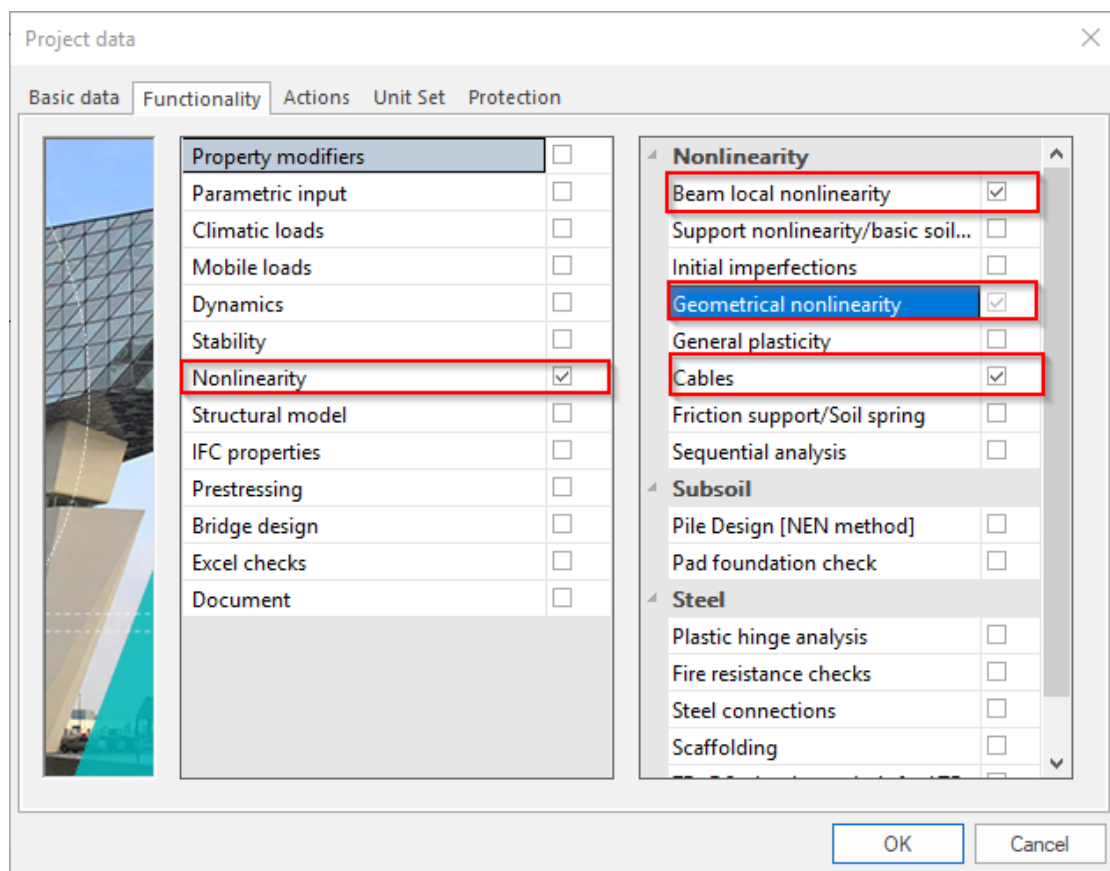 Project data
Basic data Functionality Actions Unit Set Protection
Property modifiers
Parametric input
Climatic loads
Mobile loads
Dynamics
Stability
Nonlinearity
Structural model
IFC properties
Prestressing
Bridge design
Excel checks
Document
Nonlinearity
Beam local nonlinearity
Support nonlinearity/basic soil...
Initial imperfections
Geometrical nonlinearity
General plasticity
Cables
Friction support/Soil spring
Sequential analysis
Subsoil
Pile Design [NEN method]
Pad foundation check
Steel
Plastic hinge analysis
Fire resistance checks
Steel connections
Scaffolding
OK Cancel